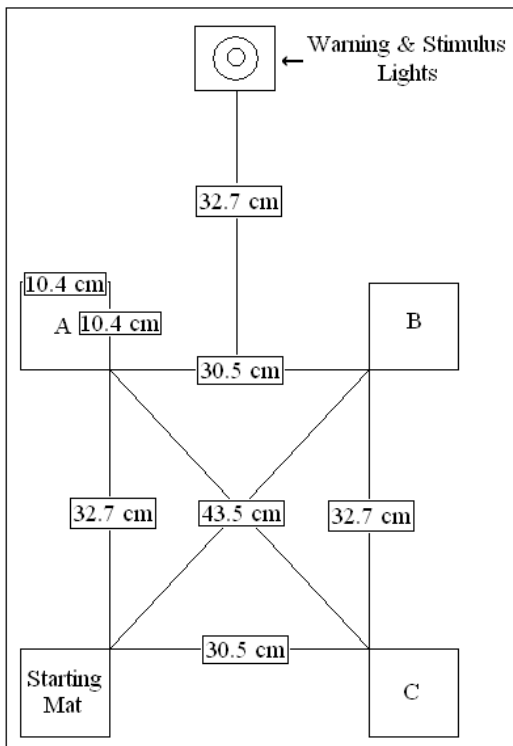 Warning & Stimulus
Lights
32.7 cm
10.4 cm
A
10.4 cm
B
30.5 cm
32.7 cm
43.5 cm
32.7 cm
30.5 cm
Starting
Mat
C